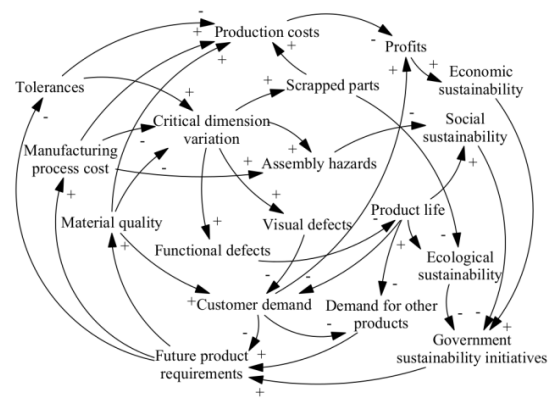 Production costs
Profits
Economic
sustainability
Tolerances
Scrapped parts
Social
sustainability
Critical dimension
variation
Manufacturing
process cost
Assembly hazards
Material quality
Visual defects
Product life
Functional defects
Ecological
sustainability
Customer demand
Demand for other
products
Government
sustainability initiatives
Future product
requirements